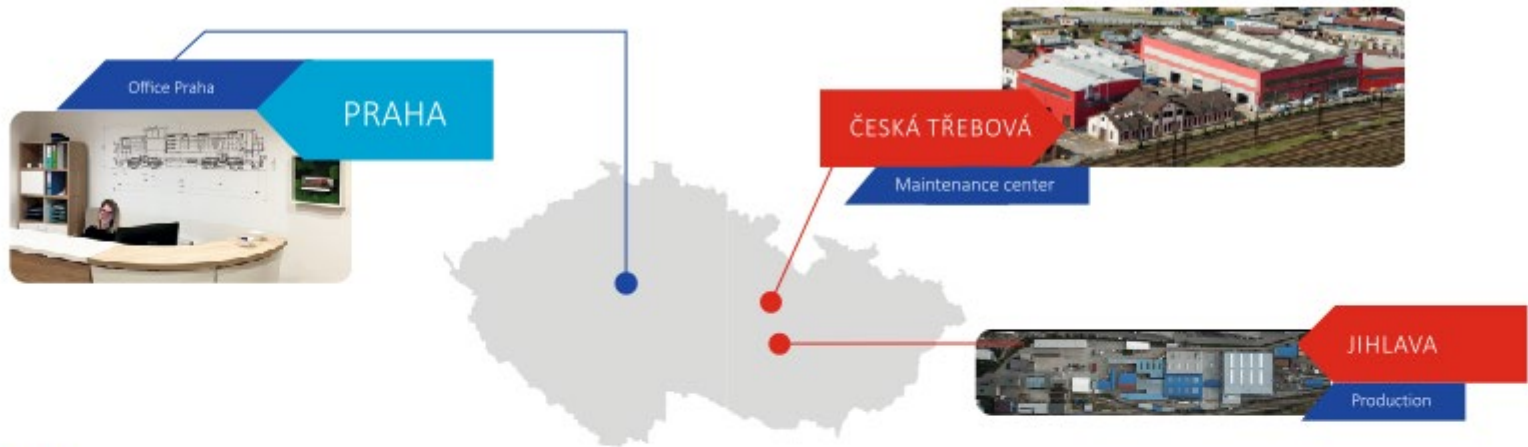 Office Praha
PRAHA
ČESKÁ TŘEBOVÁ
Maintenance center
JIHLAVA
Production